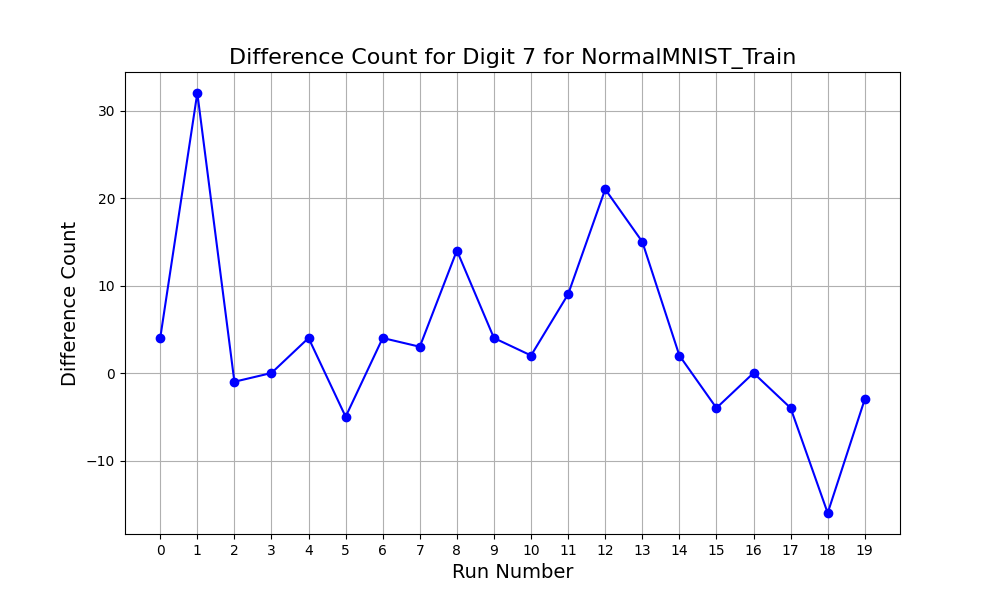 Difference Count for Digit 7 for NormalMNIST_Train
30
20
10
0
−10
Difference Count
0 1 2 3 4 5 6 7 8 9 10 11 12 13 14 15 16 17 18 19
Run Number